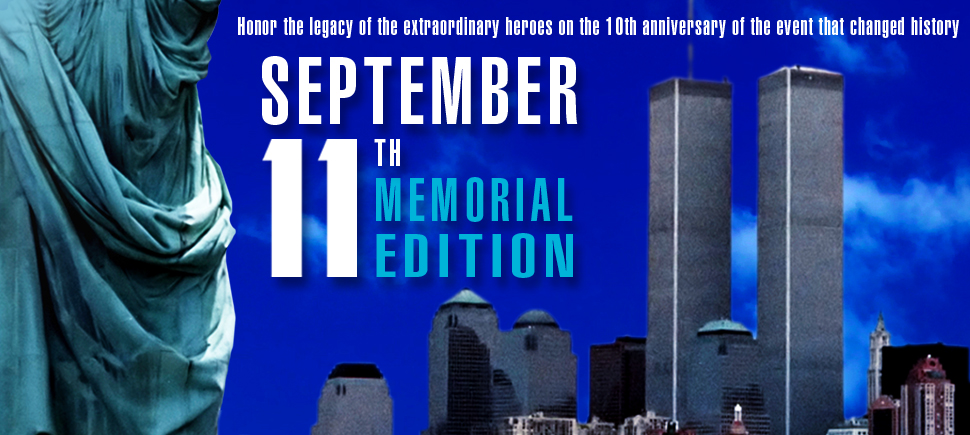 Honor the legacy of the extraordinary heroes on the 10th anniversary of the event that changed history
SEPTEMBER
11TH
MEMORIAL
EDITION